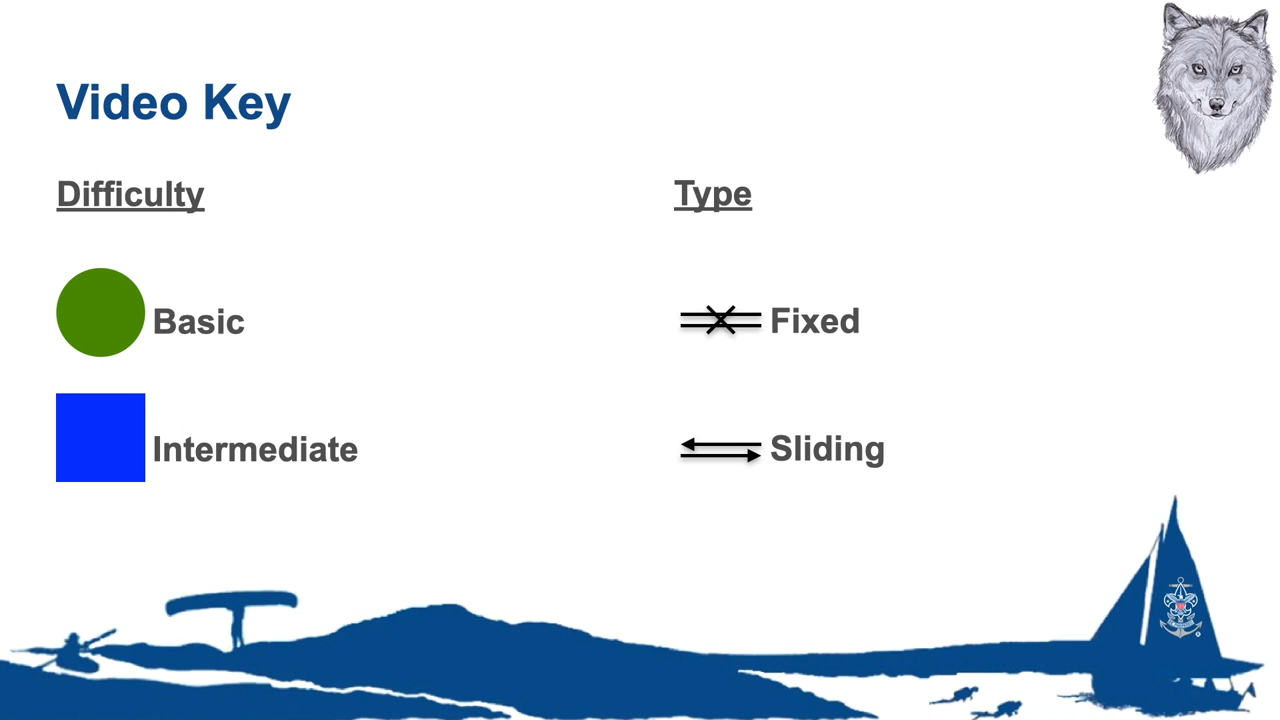 Video Key
Difficulty
Type
Basic
Fixed
Intermediate
Sliding